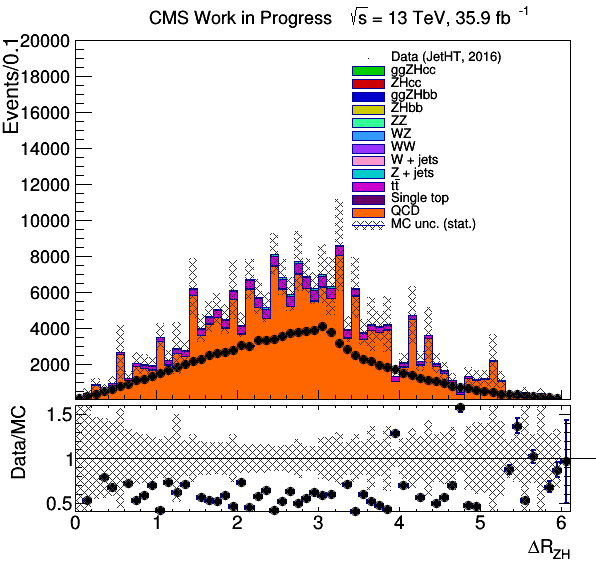 CMS Work in Progress √s = 13 TeV, 35.9 fb -1
Events/0.1
20000
18000
16000
14000
12000
10000
8000
6000
4000
2000
Data (JetHT, 2016)
ggZHcc
ZHcc
ggZHbb
ZHbb
ZZ
WZ
WW
W + jets
Z + jets
tt̄
Single top
QCD
MC unc. (stat.)
Data/MC
1.5
1
0.5
0 1 2 3 4 5 6
ΔR_ZH